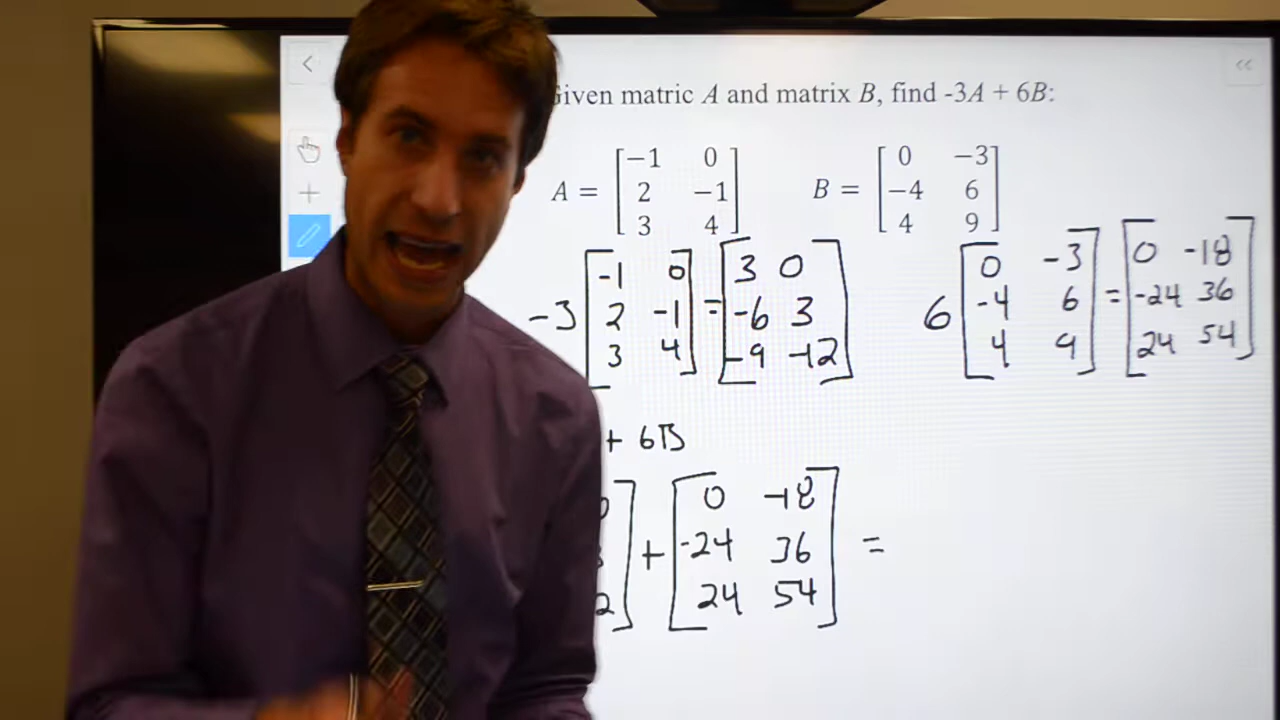 Given matric A and matrix B, find -3A + 6B:
A = [−1 0
2 −1
3 4]
B = [0 −3
−4 6
4 9]
-3 [-1 0
2 -1
3 4] = [3 0
-6 3
-9 -12]
6 [0 -3
-4 6
4 9] = [0 -18
-24 36
24 54]
+ 6B
] + [0 -18
-24 36
24 54] =